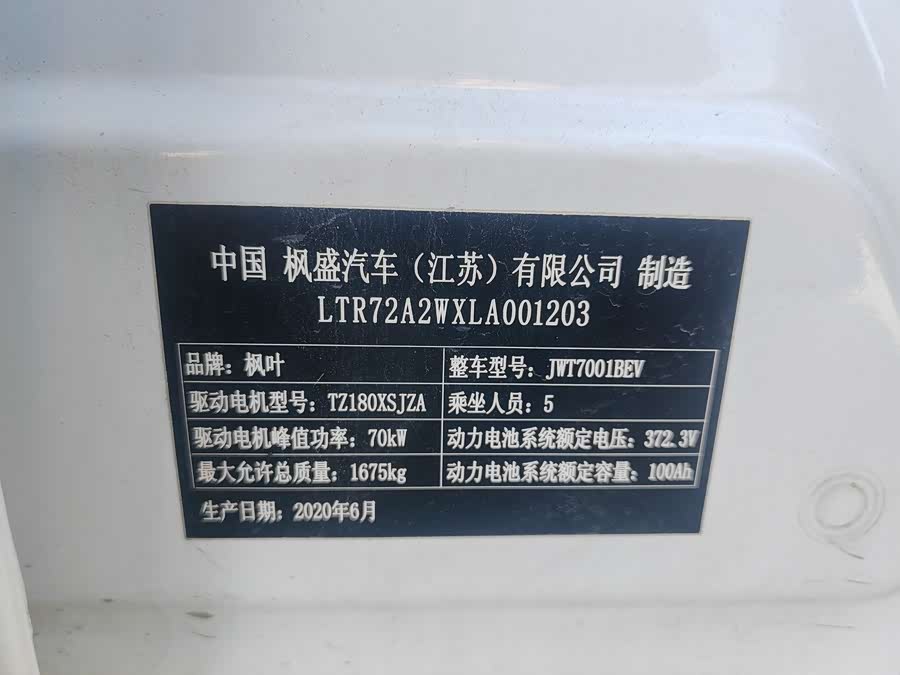 中国 枫盛汽车（江苏）有限公司 制造
LTR72A2WXLA001203
品牌：枫叶 整车型号：JWT7001BEV
驱动电机型号：TZ180XSJZA 乘坐人员：5
驱动电机峰值功率：70kW 动力电池系统额定电压：372.3V
最大允许总质量：1675kg 动力电池系统额定容量：100Ah
生产日期：2020年6月